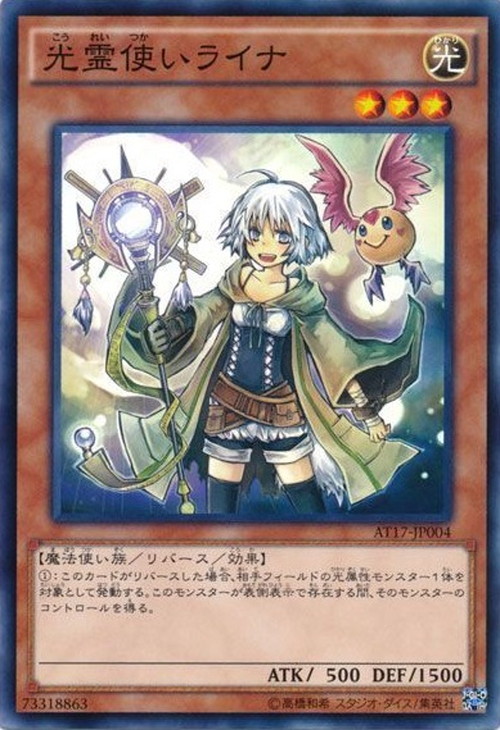 光霊使いライナ
光
AT17-JP004
【魔法使い族／リバース／効果】
①：このカードがリバースした場合、相手フィールドの光属性モンスター１体を
対象として発動する。このモンスターが表側表示で存在する間、そのモンスターの
コントロールを得る。
ATK/ 500 DEF/1500
73318863
©高橋和希 スタジオ・ダイス/集英社